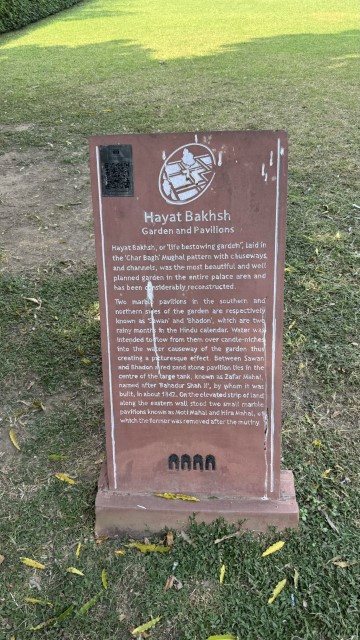 Hayat Bakhsh
Garden and Pavilions
Hayat Bakhsh, or "life bestowing garden", laid in
the 'Char Bagh' Mughal pattern with causeways
and channels, was the most beautiful and well
planned garden in the entire palace area and
has been considerably reconstructed.
Two marble pavilions in the southern and
northern sides of the garden are respectively
known as 'Sawan' and 'Bhadon', which are two
rainy months in the Hindu calendar. Water was
intended to flow from them over candle-niches
into the water causeway of the garden thus
creating a picturesque effect. Between Sawan
and Bhadon a red sand stone pavilion lies in the
centre of the large tank, known as Zafar Mahal,
named after 'Bahadur Shah II', by whom it was
built, in about 1842. On the elevated strip of land
along the eastern wall stood two small marble
pavilions known as Moti Mahal and Hira Mahal, of
which the former was removed after the mutiny.